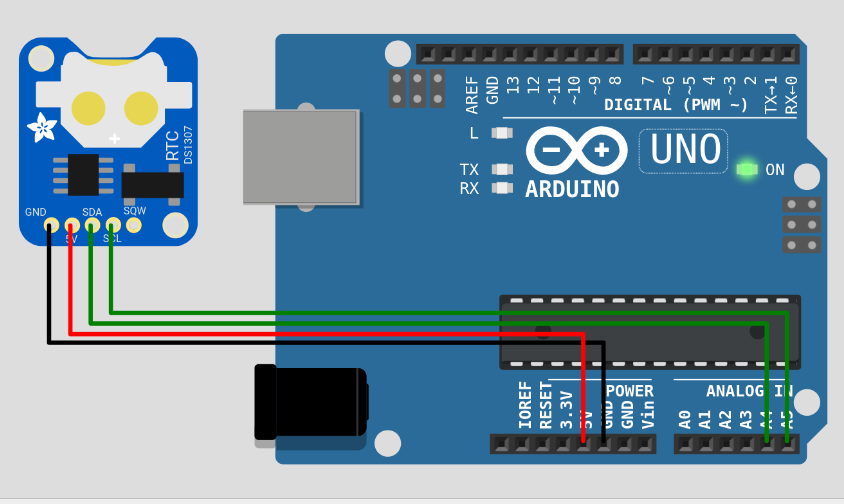 RTC
DS1307
GND
SDA
SQW
5V
SCL
AREF
GND
13
12
~11
~10
~9
8
7
~6
~5
4
~3
2
TX→1
RX←0
DIGITAL (PWM ~)
L
TX
RX
UNO
ON
ARDUINO
IOREF
RESET
3.3V
5V
GND
GND
Vin
POWER
ANALOG IN
A0
A1
A2
A3
A4
A5